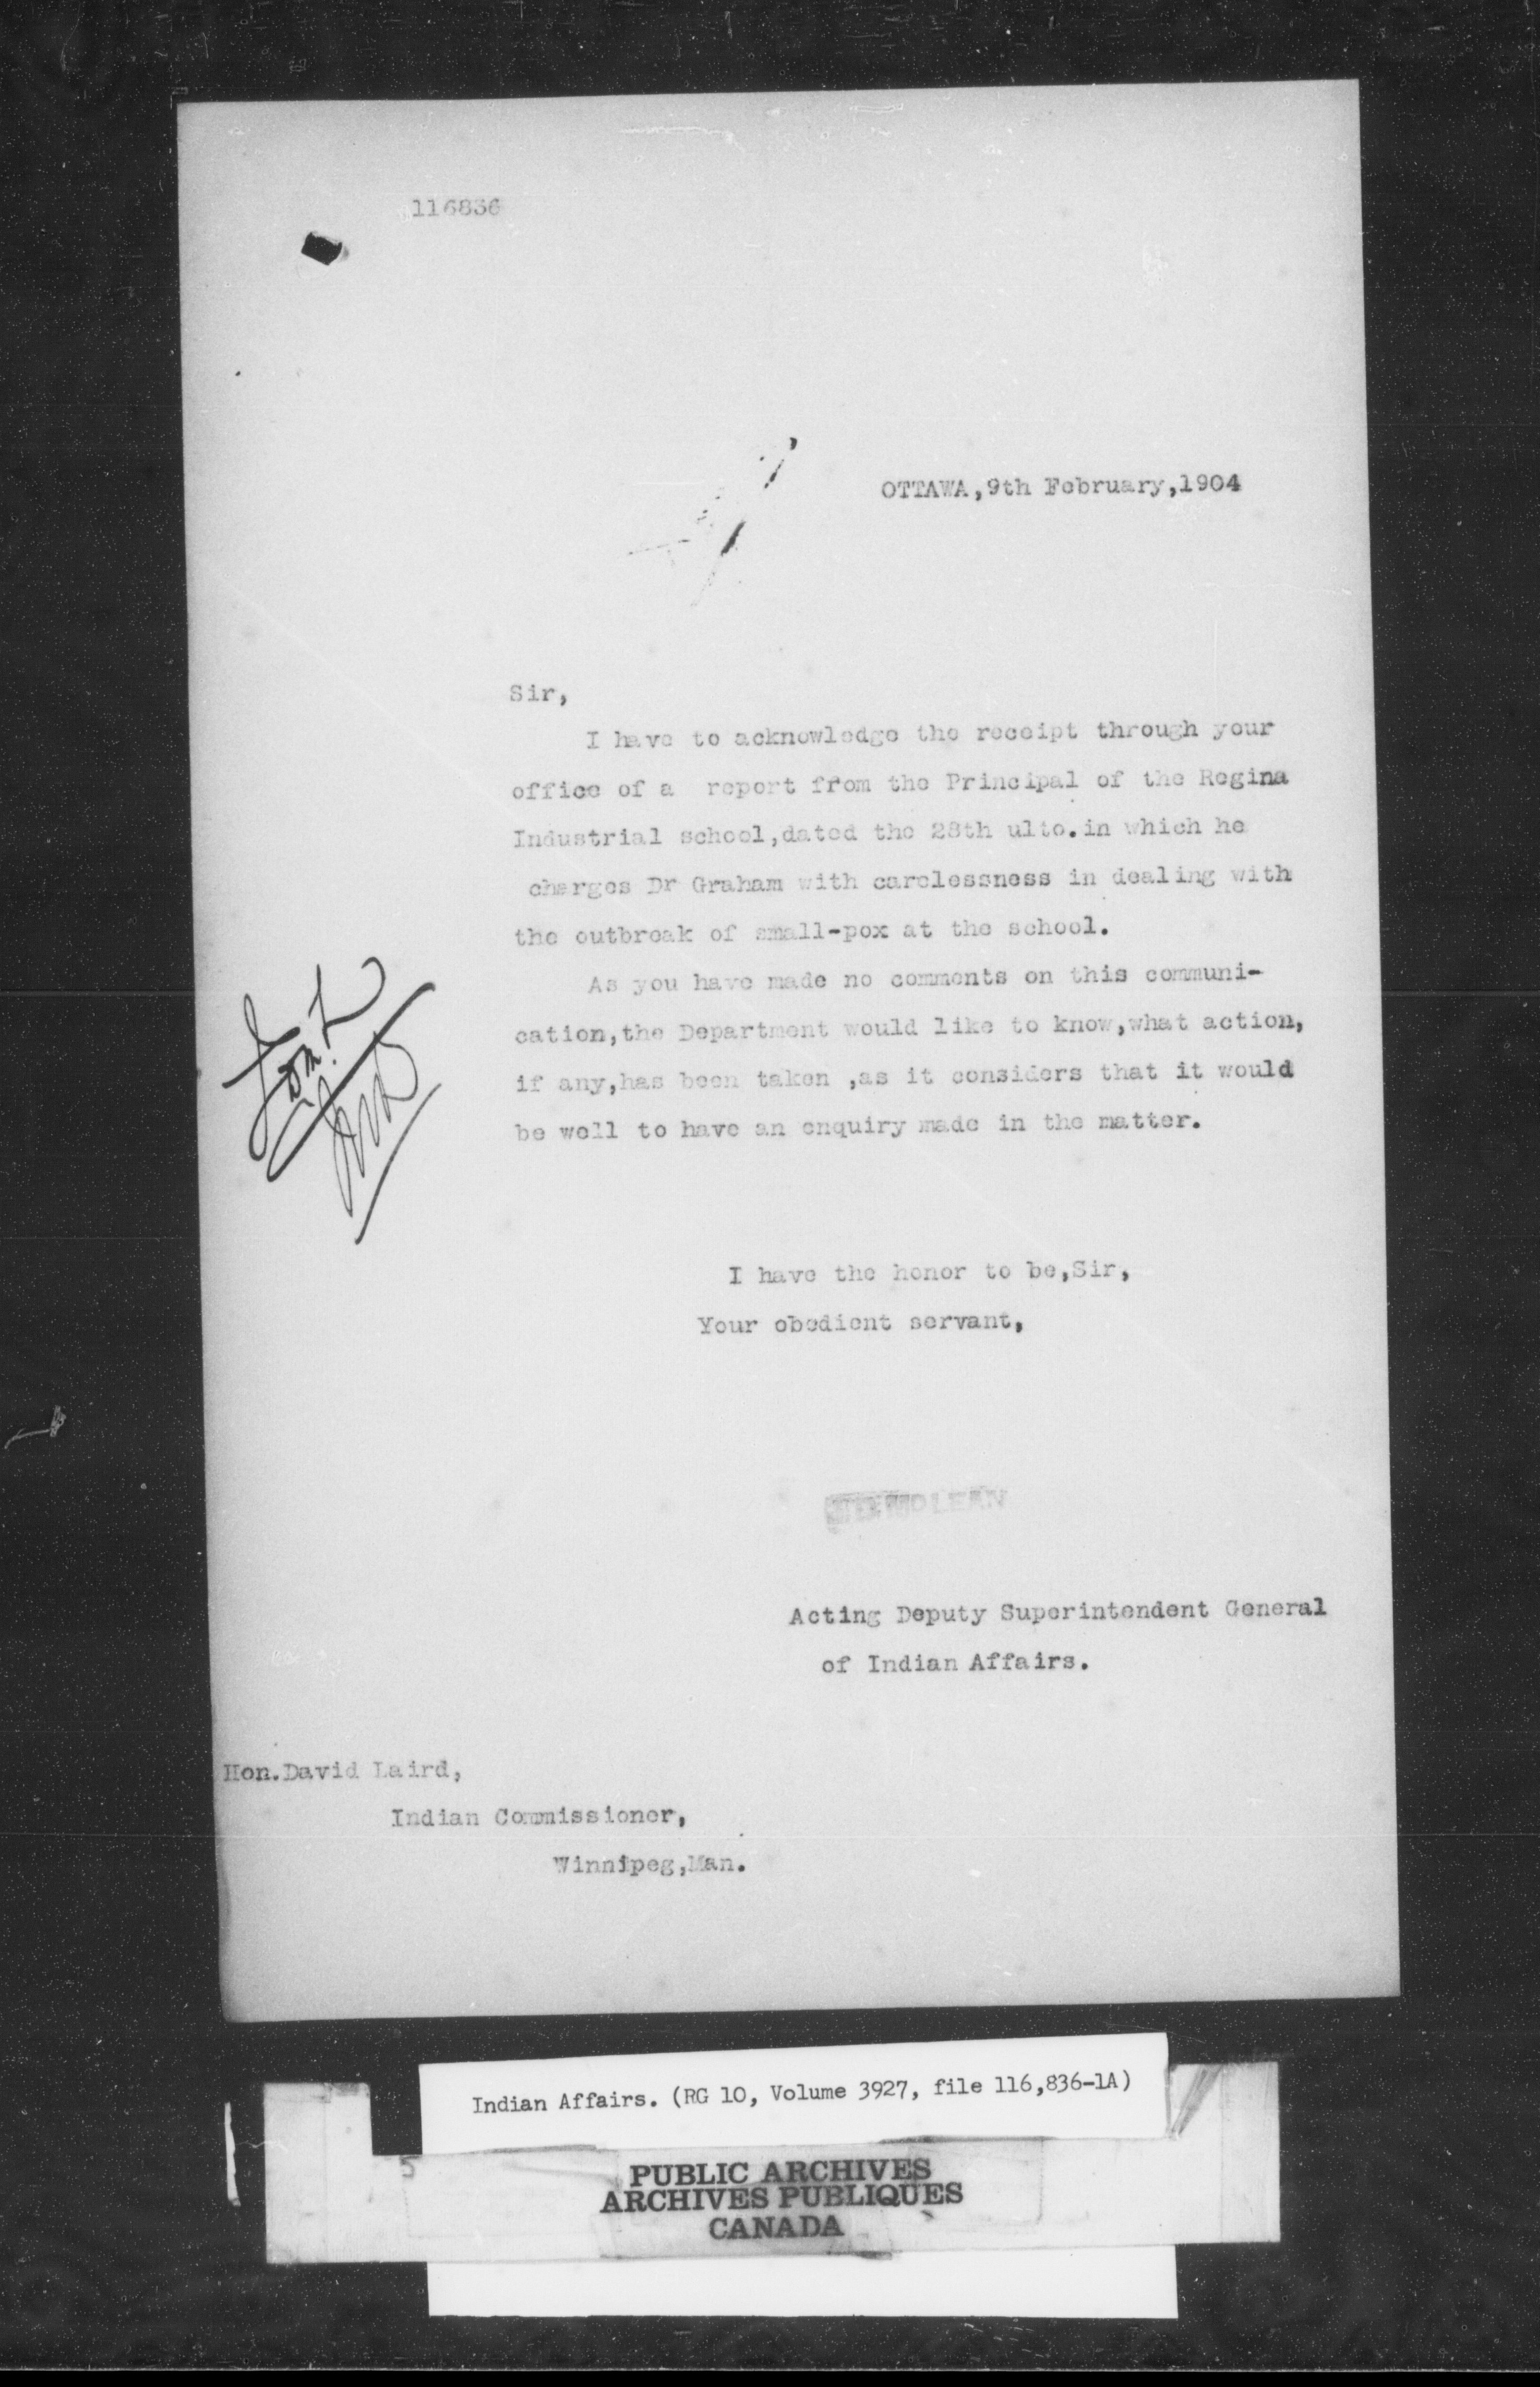 116836
OTTAWA,9th February,1904
Sir,
I have to acknowledge the receipt through your
office of a report from the Principal of the Regina
Industrial school,dated the 28th ulto.in which he
charges Dr Graham with carelessness in dealing with
the outbreak of small-pox at the school.
As you have made no comments on this communi-
cation,the Department would like to know,what action,
if any,has been taken ,as it considers that it would
be well to have an enquiry made in the matter.
I have the honor to be,Sir,
Your obedient servant,
McLEAN
Acting Deputy Superintendent General
of Indian Affairs.
Hon.David Laird,
Indian Commissioner,
Winnipeg,Man.
Indian Affairs. (RG 10, Volume 3927, file 116,836-1A)
5
PUBLIC ARCHIVES
ARCHIVES PUBLIQUES
CANADA